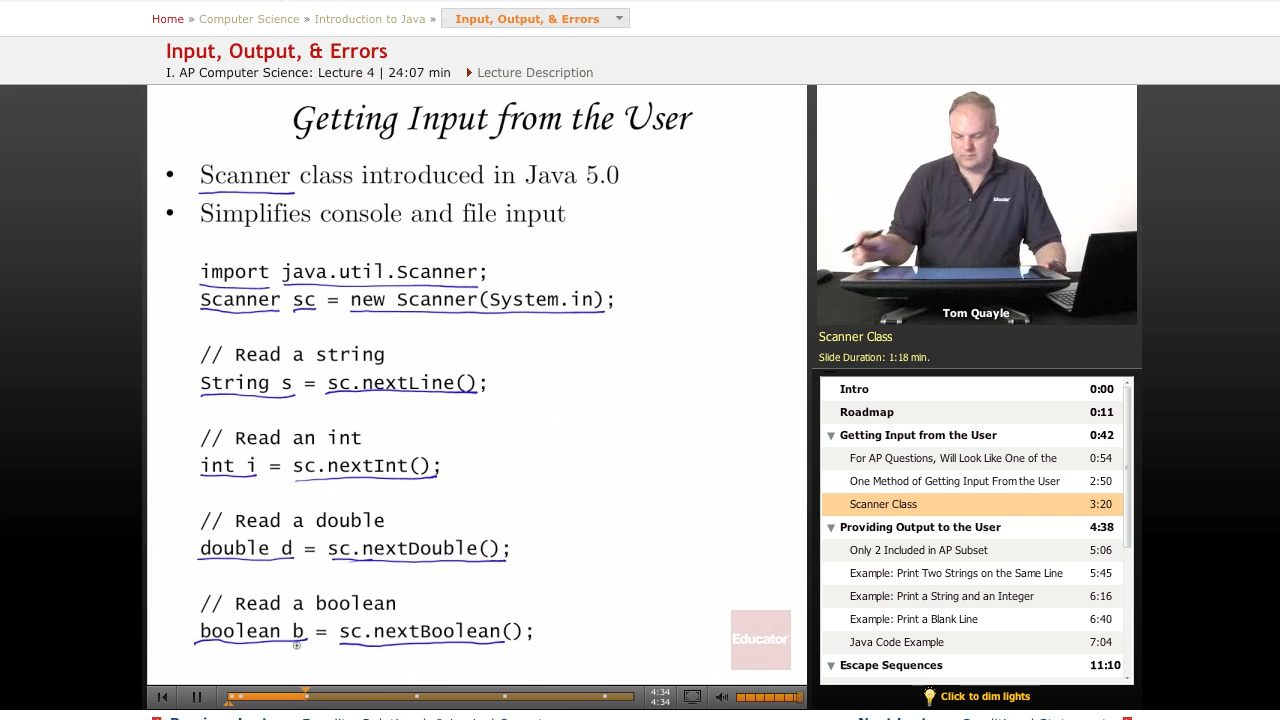 Home » Computer Science » Introduction to Java » Input, Output, & Errors
Input, Output, & Errors
I. AP Computer Science: Lecture 4 | 24:07 min Lecture Description
Getting Input from the User
• Scanner class introduced in Java 5.0
• Simplifies console and file input
import java.util.Scanner;
Scanner sc = new Scanner(System.in);
// Read a string
String s = sc.nextLine();
// Read an int
int i = sc.nextInt();
// Read a double
double d = sc.nextDouble();
// Read a boolean
boolean b = sc.nextBoolean();
Educator
4:34
4:34
Educator
Tom Quayle
Scanner Class
Slide Duration: 1:18 min.
Intro 0:00
Roadmap 0:11
Getting Input from the User 0:42
For AP Questions, Will Look Like One of the 0:54
One Method of Getting Input From the User 2:50
Scanner Class 3:20
Providing Output to the User 4:38
Only 2 Included in AP Subset 5:06
Example: Print Two Strings on the Same Line 5:45
Example: Print a String and an Integer 6:16
Example: Print a Blank Line 6:40
Java Code Example 7:04
Escape Sequences 11:10
Click to dim lights